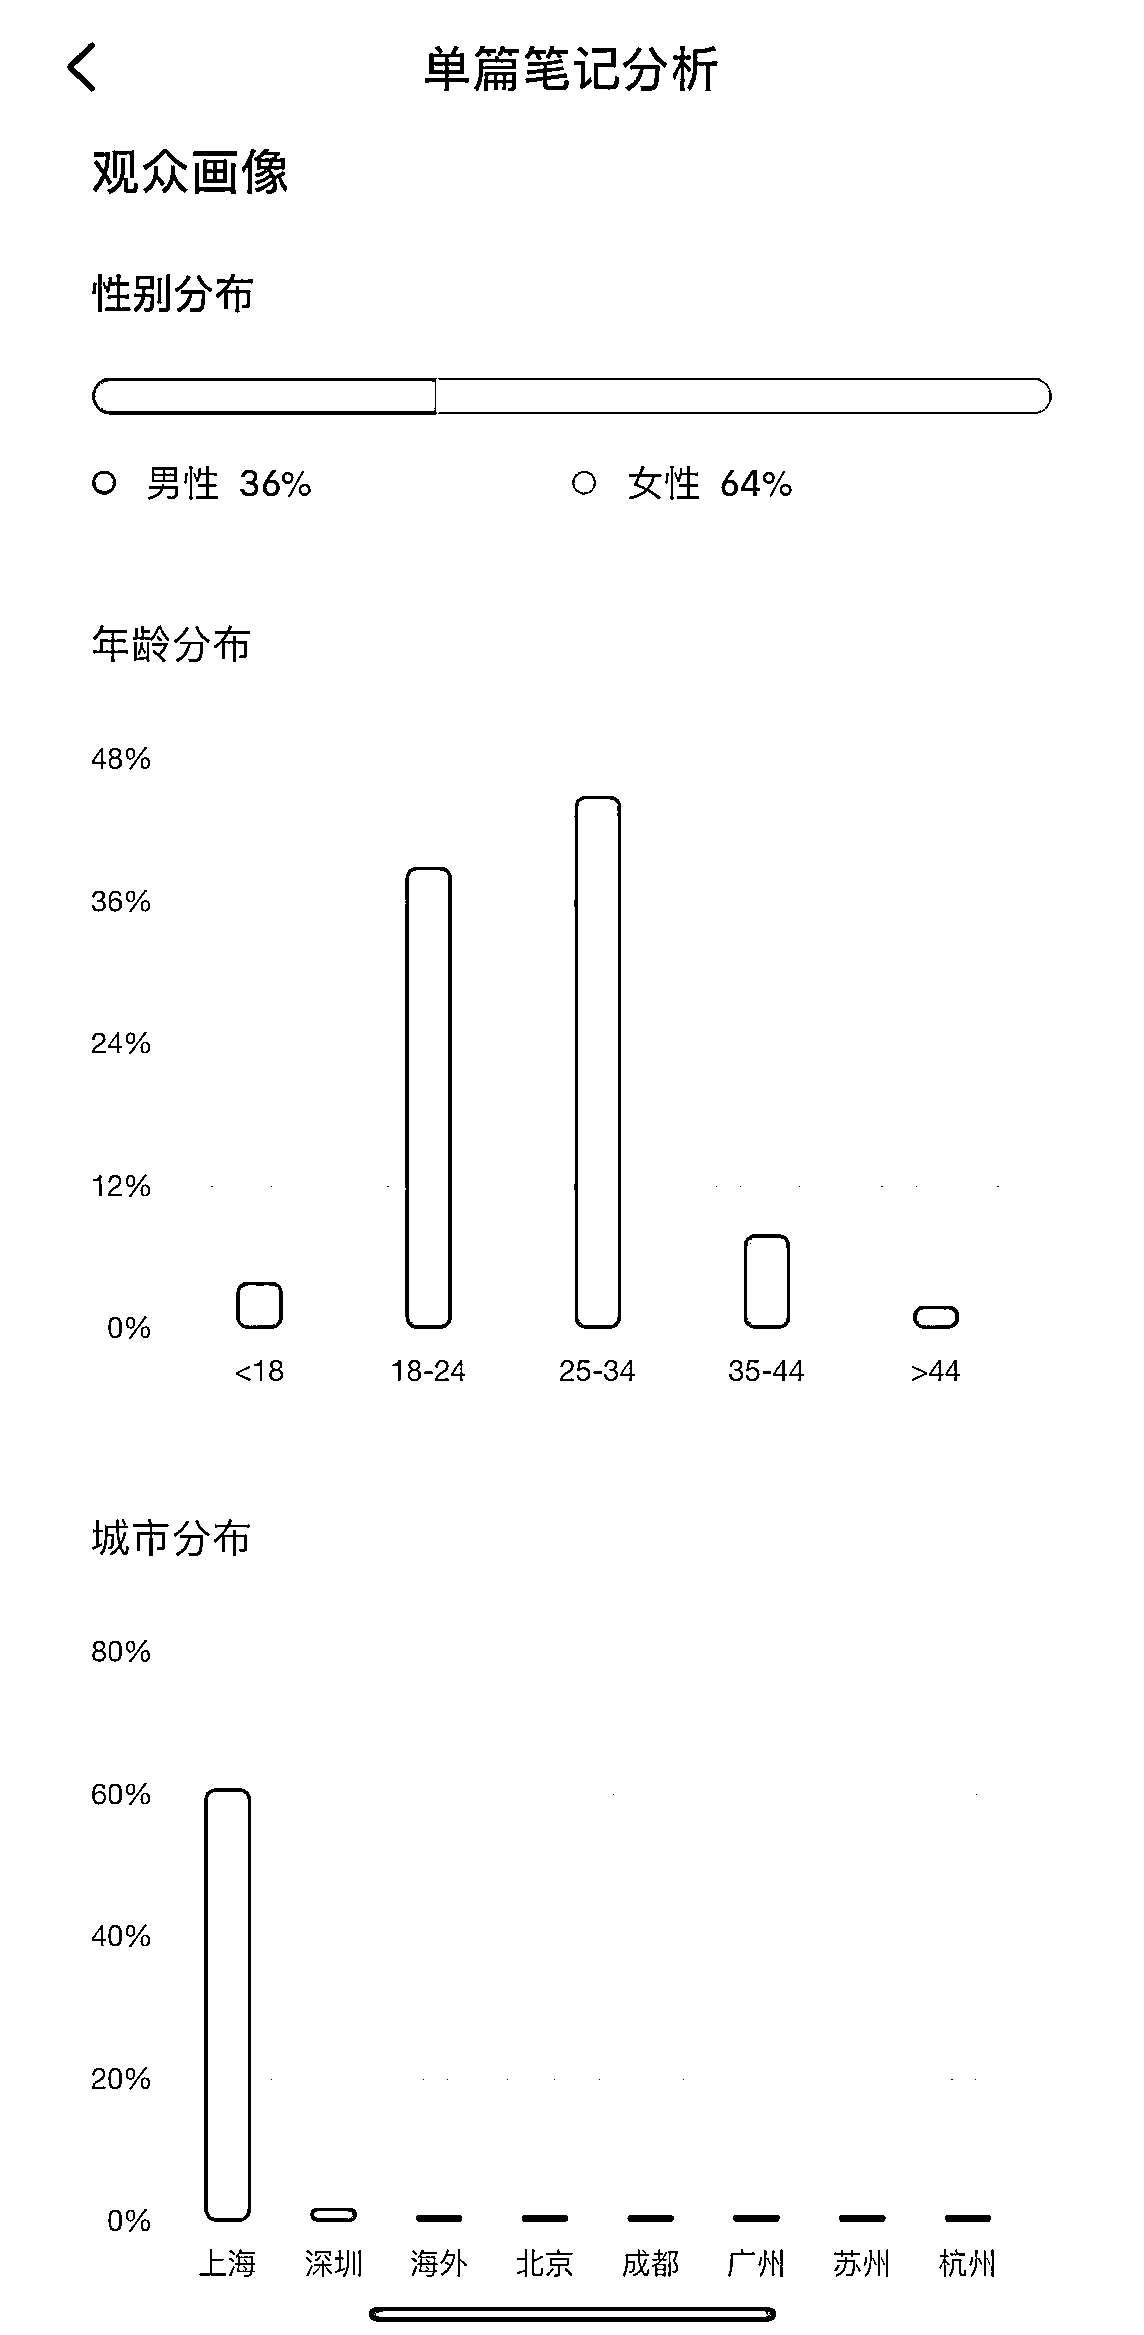 单篇笔记分析
观众画像
性别分布
男性 36% 女性 64%
年龄分布
48%
36%
24%
12%
0%
<18 18-24 25-34 35-44 >44
城市分布
80%
60%
40%
20%
0%
上海 深圳 海外 北京 成都 广州 苏州 杭州